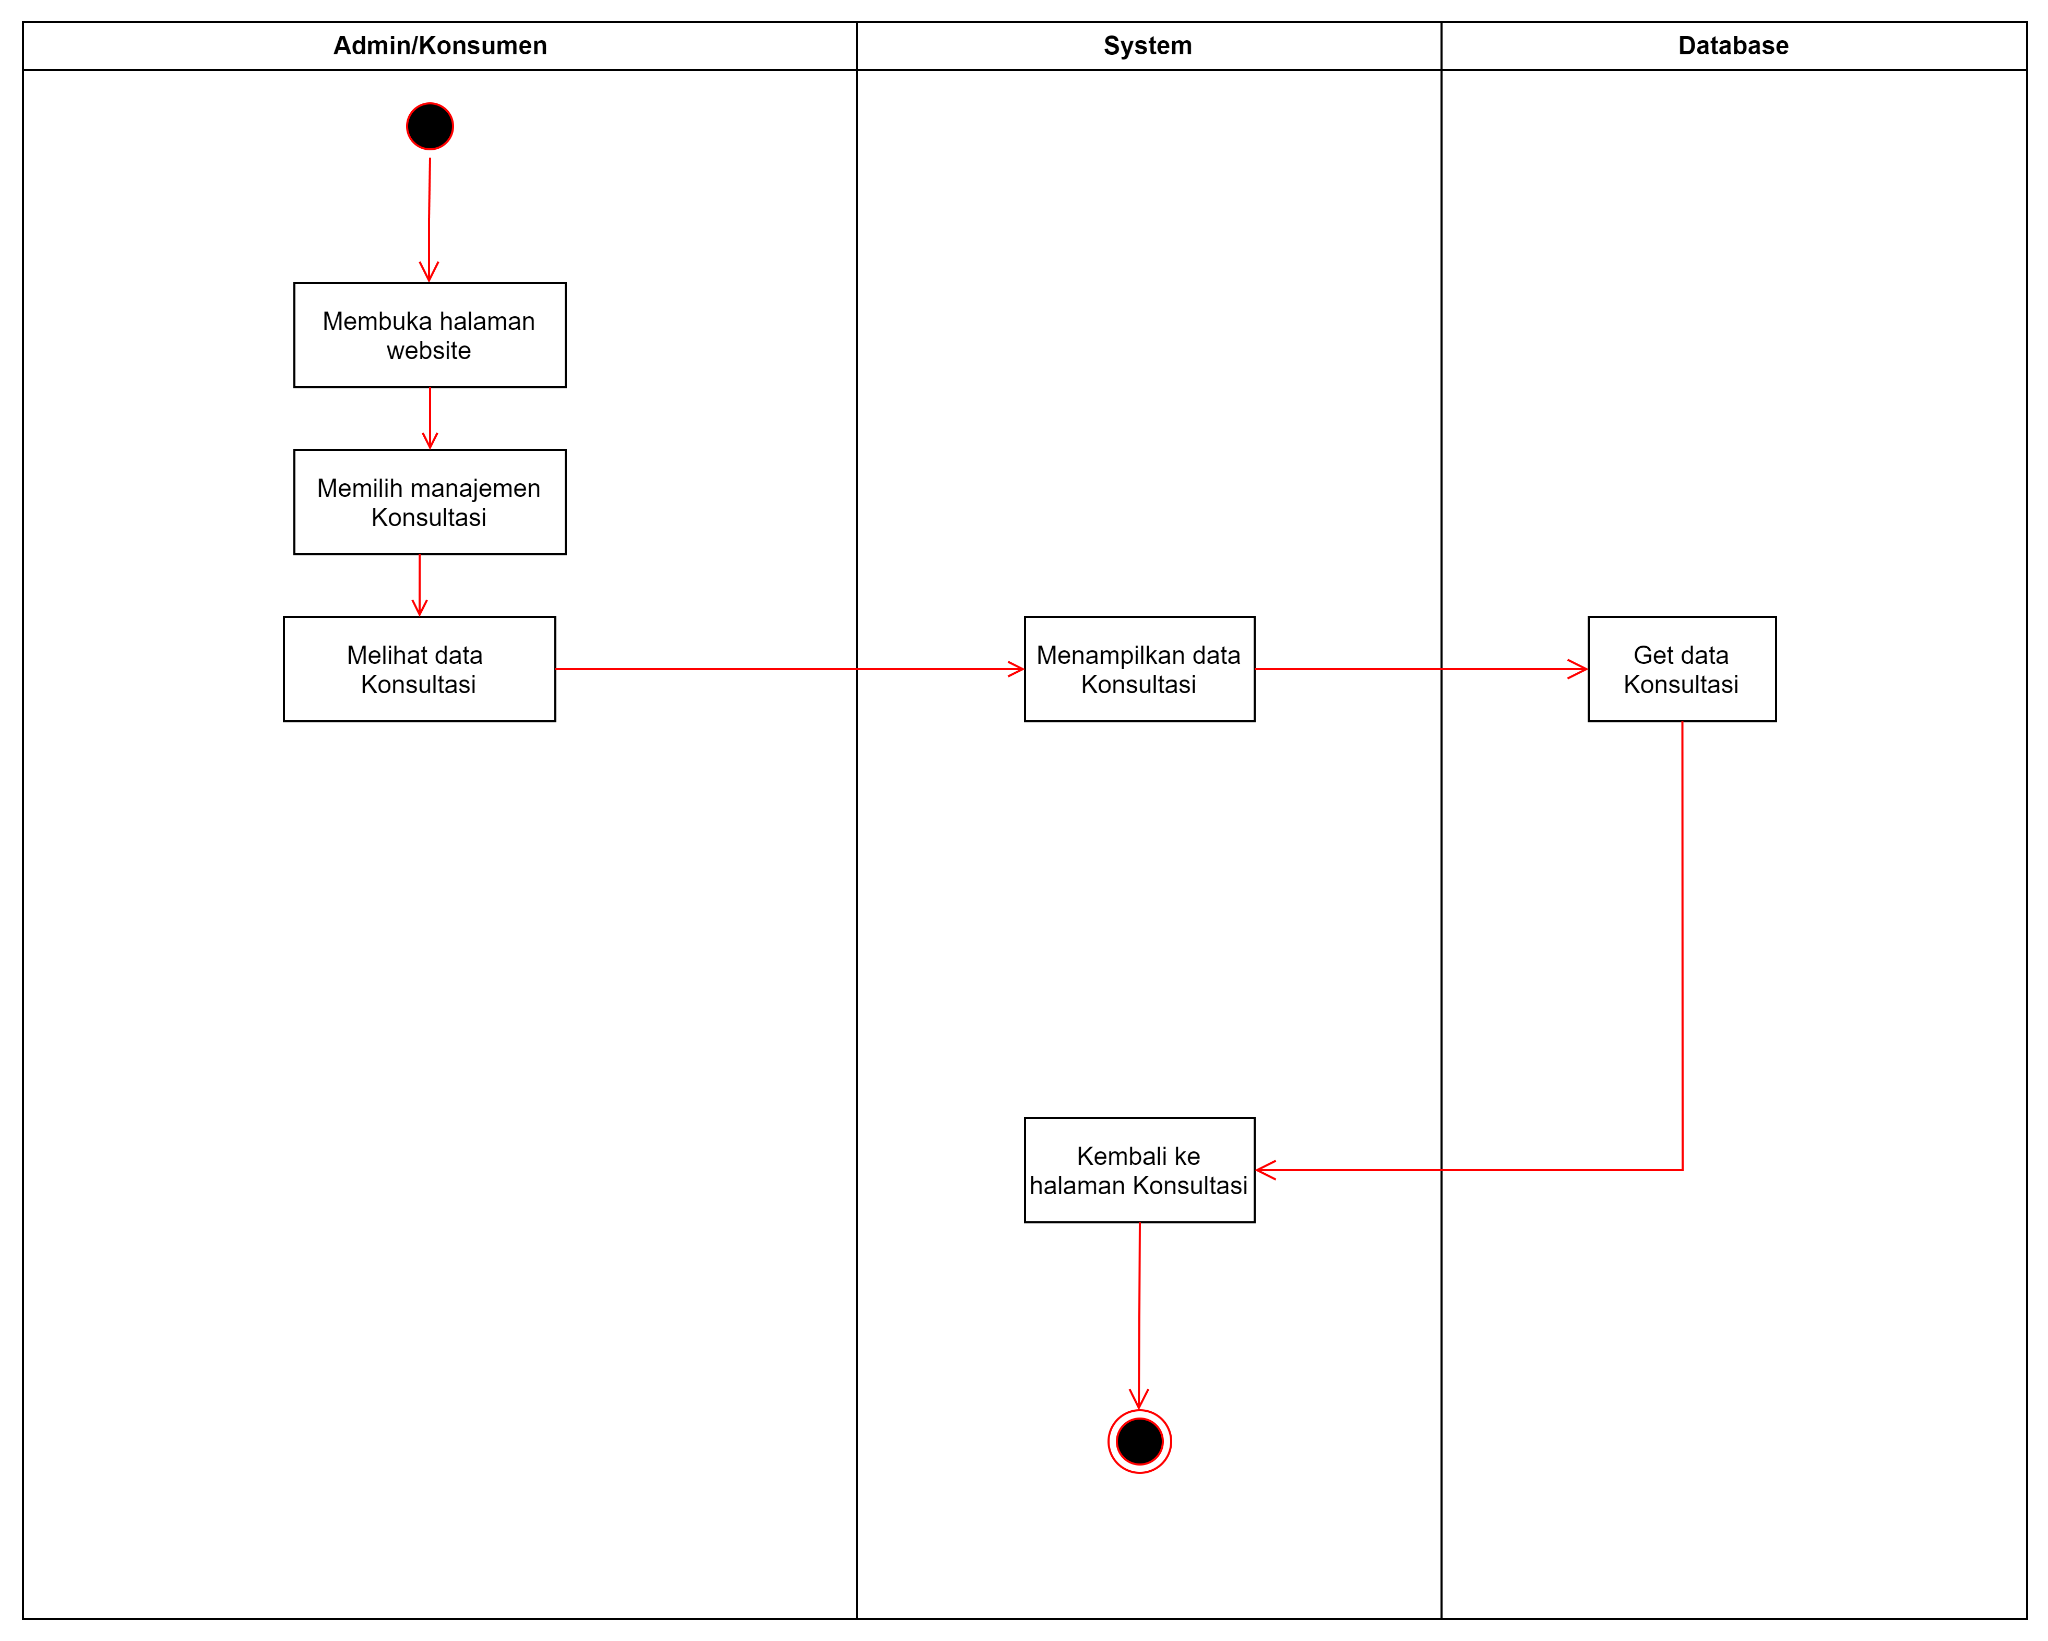 Admin/Konsumen
System
Database
Membuka halaman
website
Memilih manajemen
Konsultasi
Melihat data
Konsultasi
Menampilkan data
Konsultasi
Get data
Konsultasi
Kembali ke
halaman Konsultasi